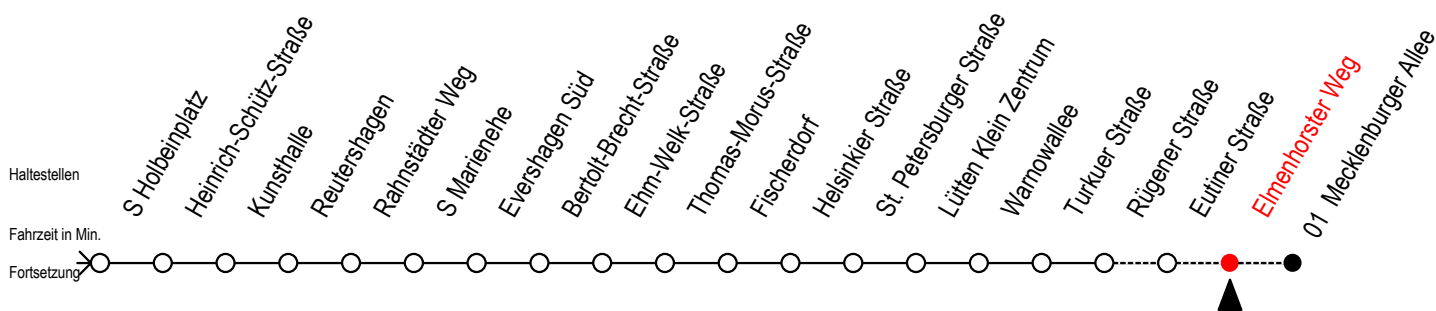 Haltestellen
S Holbeinplatz
Heinrich-Schütz-Straße
Kunsthalle
Reutershagen
Rahnstädter Weg
S Marienehe
Evershagen Süd
Bertolt-Brecht-Straße
Ehm-Welk-Straße
Thomas-Morus-Straße
Fischerdorf
Helsinkier Straße
St. Petersburger Straße
Lütten Klein Zentrum
Warnowallee
Turkuer Straße
Rügener Straße
Eutiner Straße
Elmenhorster Weg
01 Mecklenburger Allee
Fahrzeit in Min.
Fortsetzung